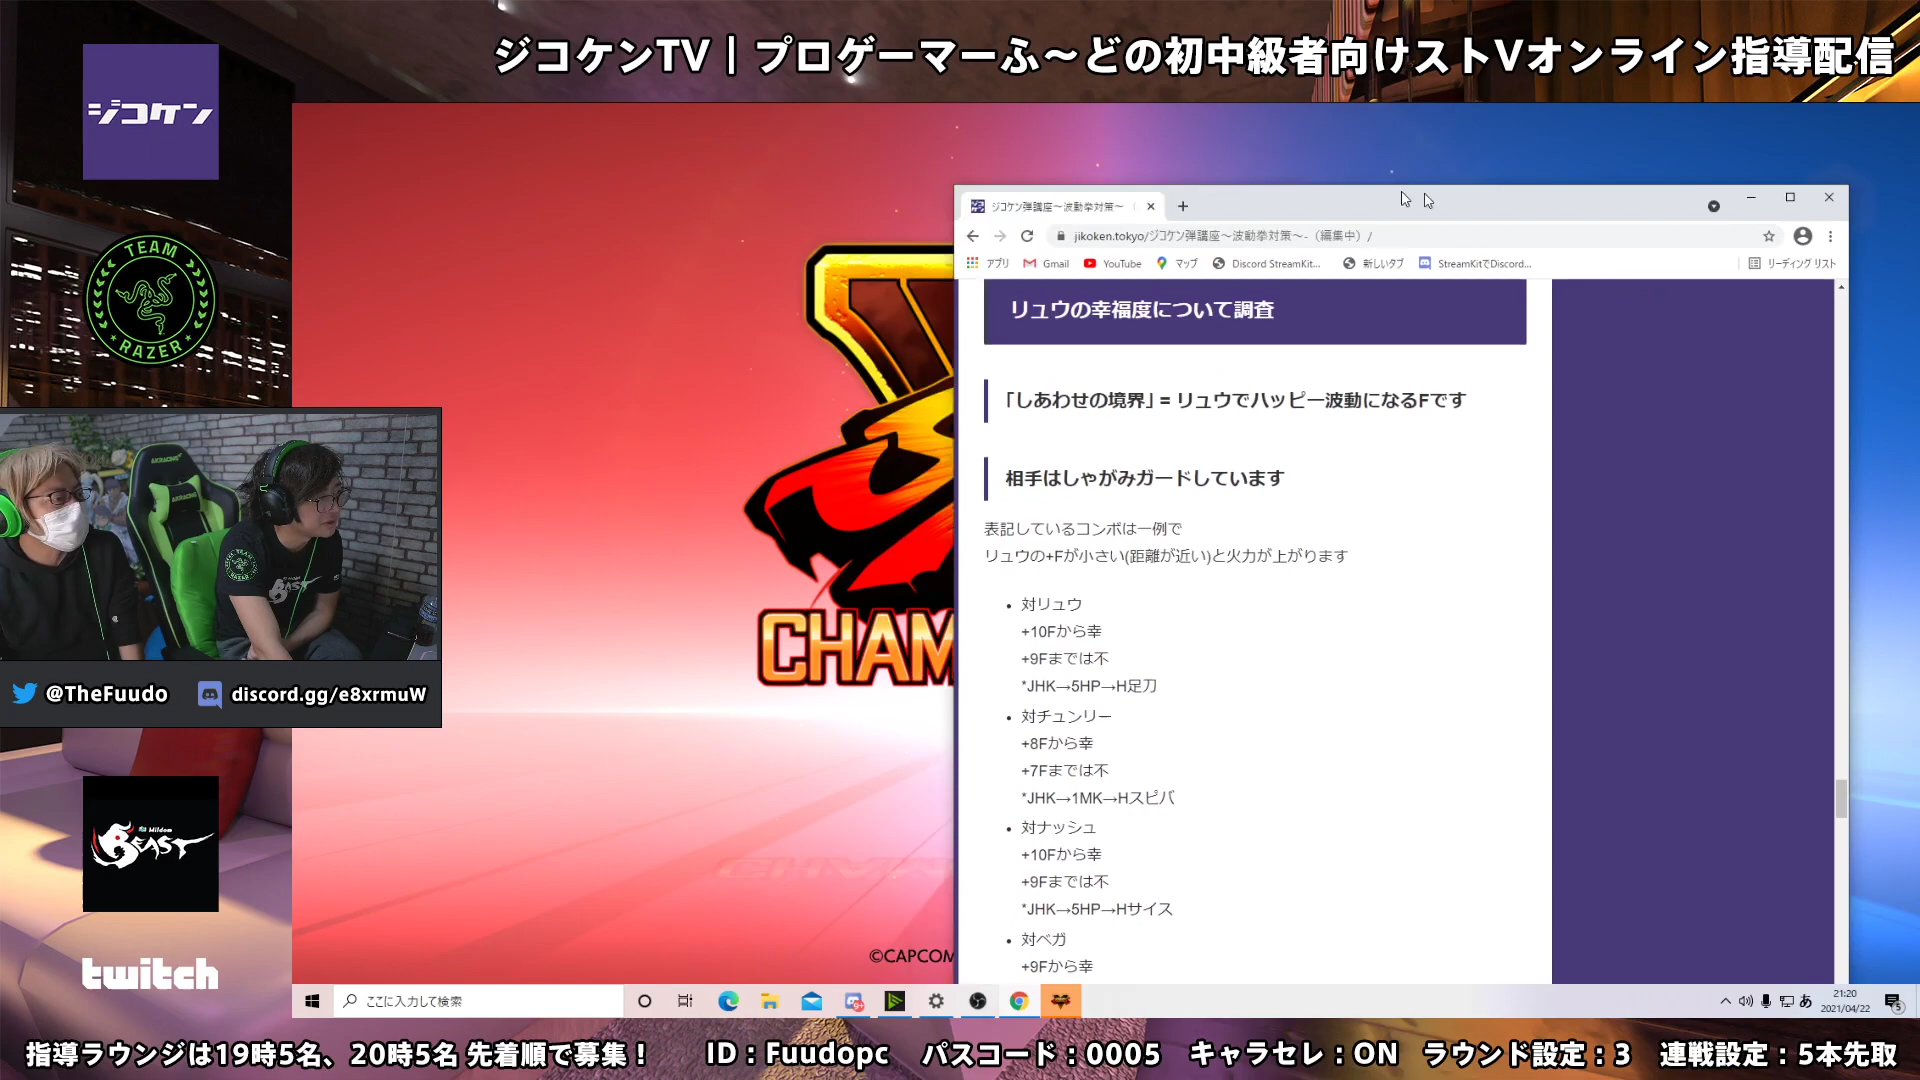 ジコケンTV｜プロゲーマーふ～どの初中級者向けストVオンライン指導配信
ジコケン
TEAM
RAZER
AKRACING
TEAM
BEAST
@TheFuudo
discord.gg/e8xrmuW
Mildom
BEAST
twitch
CHAM
©CAPCOM
ジコケン弾講座～波動拳対策～
jikoken.tokyo/ジコケン弾講座～波動拳対策～-（編集中）/
アプリ
Gmail
YouTube
マップ
Discord StreamKit...
新しいタブ
StreamKitでDiscord...
リーディング リスト
リュウの幸福度について調査
「しあわせの境界」= リュウでハッピー波動になるFです
相手はしゃがみガードしています
表記しているコンボは一例で
リュウの+Fが小さい(距離が近い)と火力が上がります
• 対リュウ
+10Fから幸
+9Fまでは不
*JHK→5HP→H足刀
• 対チュンリー
+8Fから幸
+7Fまでは不
*JHK→1MK→Hスピバ
• 対ナッシュ
+10Fから幸
+9Fまでは不
*JHK→5HP→Hサイス
• 対ベガ
+9Fから幸
ここに入力して検索
9+
あ
21:20
2021/04/22
5
指導ラウンジは19時5名、20時5名 先着順で募集！ ID：Fuudopc パスコード：0005 キャラセレ：ON ラウンド設定：3 連戦設定：5本先取